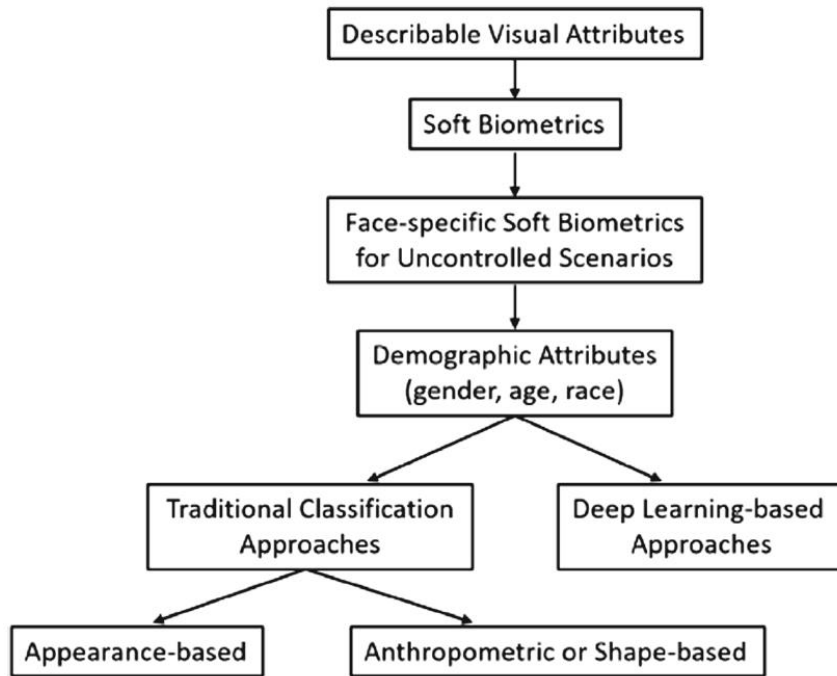 Describable Visual Attributes
Soft Biometrics
Face-specific Soft Biometrics
for Uncontrolled Scenarios
Demographic Attributes
(gender, age, race)
Traditional Classification
Approaches
Deep Learning-based
Approaches
Appearance-based
Anthropometric or Shape-based